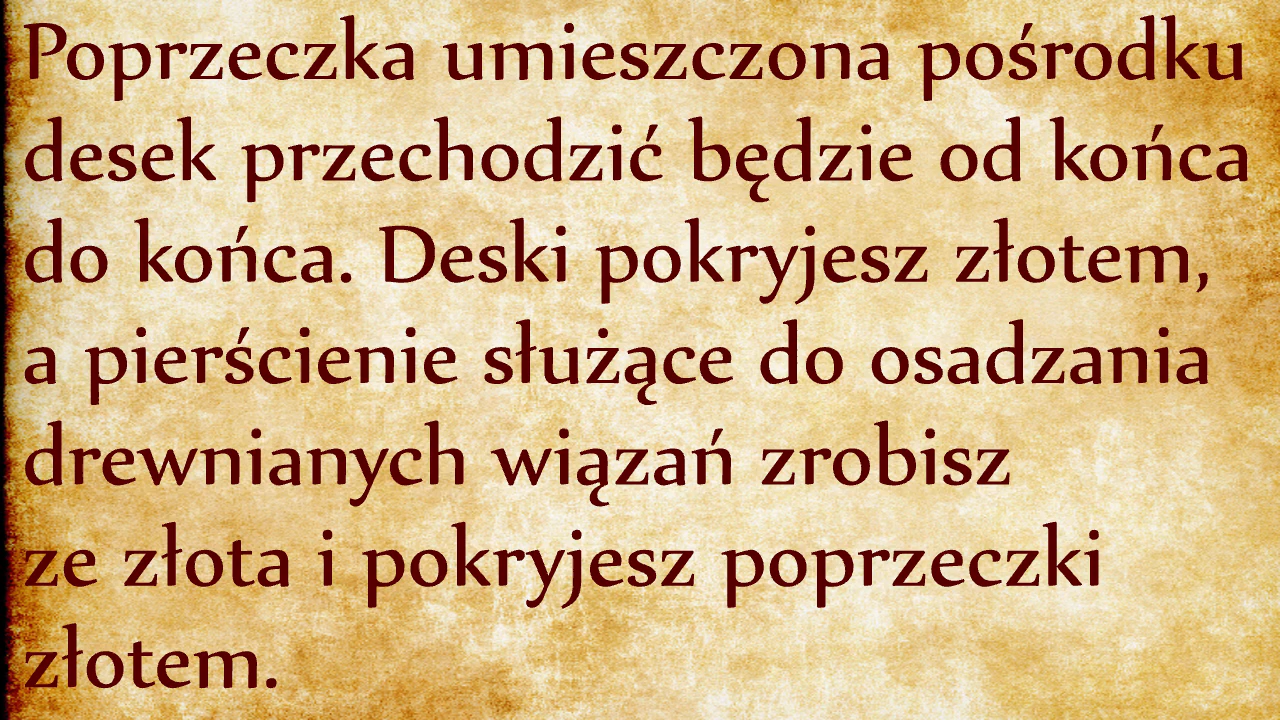 Poprzeczka umieszczona pośrodku
desek przechodzić będzie od końca
do końca. Deski pokryjesz złotem,
a pierścienie służące do osadzania
drewnianych wiązań zrobisz
ze złota i pokryjesz poprzeczki
złotem.